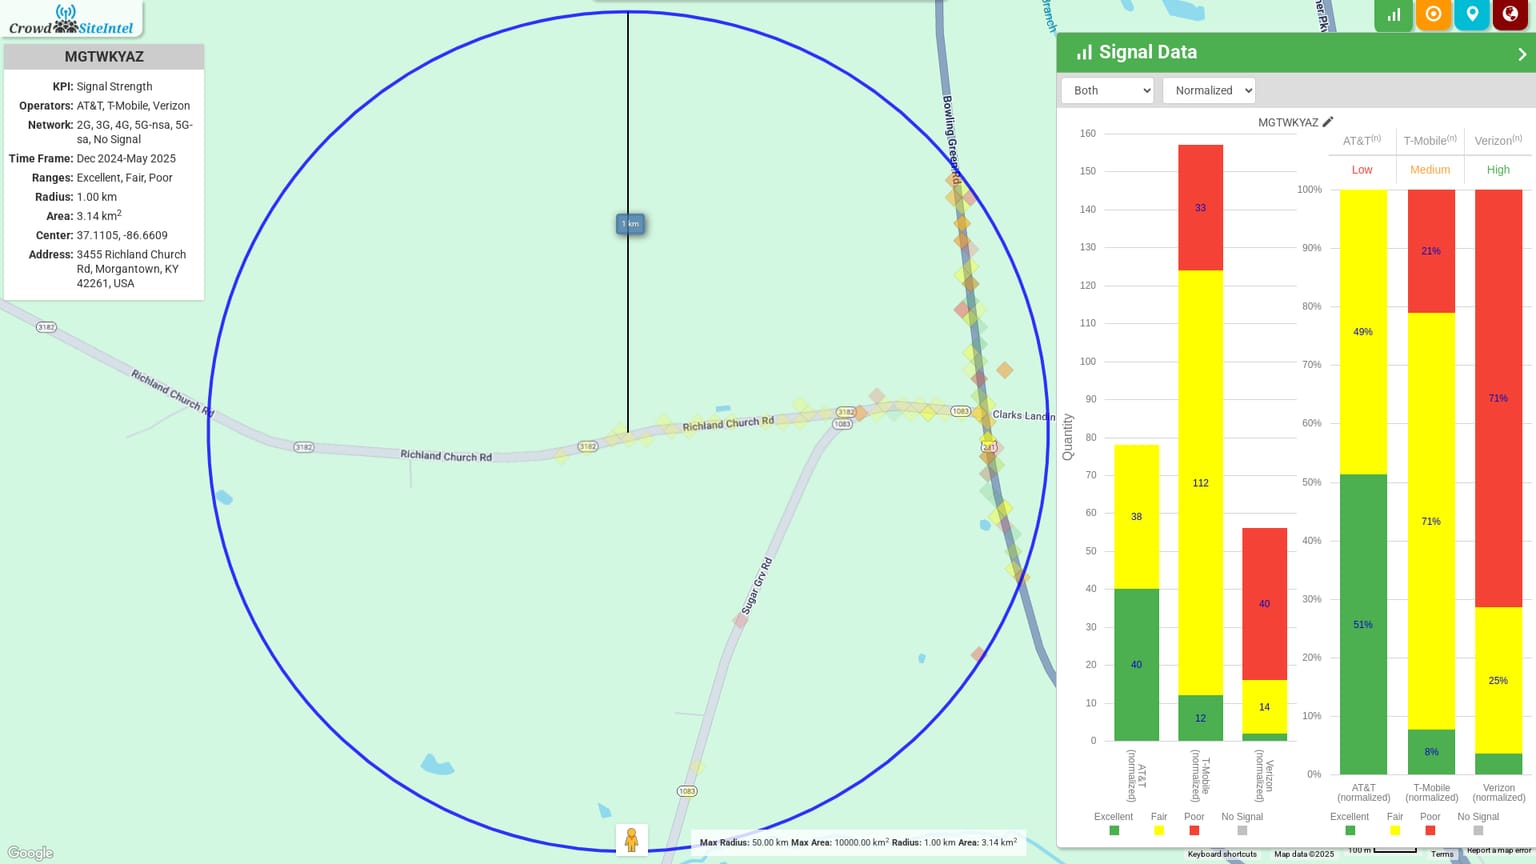 Crowd SiteIntel
MGTWKYAZ
KPI: Signal Strength
Operators: AT&T, T-Mobile, Verizon
Network: 2G, 3G, 4G, 5G-nsa, 5G-
sa, No Signal
Time Frame: Dec 2024-May 2025
Ranges: Excellent, Fair, Poor
Radius: 1.00 km
Area: 3.14 km²
Center: 37.1105, -86.6609
Address: 3455 Richland Church
Rd, Morgantown, KY
42261, USA
Branch
Bowling Green Rd
1 km
3182
Richland Church Rd
3182
Richland Church Rd
3182
Richland Church Rd
3182
1083
1083
Clarks Landin
231
Sugar Grv Rd
1083
Google
Max Radius: 50.00 km Max Area: 10000.00 km² Radius: 1.00 km Area: 3.14 km²
Signal Data
Both
Normalized
MGTWKYAZ
Quantity
160
150
140
130
120
110
100
90
80
70
60
50
40
30
20
10
0
38
40
33
112
12
40
14
AT&T
(normalized)
T-Mobile
(normalized)
Verizon
(normalized)
Excellent Fair Poor No Signal
AT&T(n) T-Mobile(n) Verizon(n)
Low Medium High
100%
90%
80%
70%
60%
50%
40%
30%
20%
10%
0%
49%
51%
21%
71%
8%
71%
25%
AT&T
(normalized)
T-Mobile
(normalized)
Verizon
(normalized)
Excellent Fair Poor No Signal
Keyboard shortcuts Map data ©2025 100 m Terms Report a map error